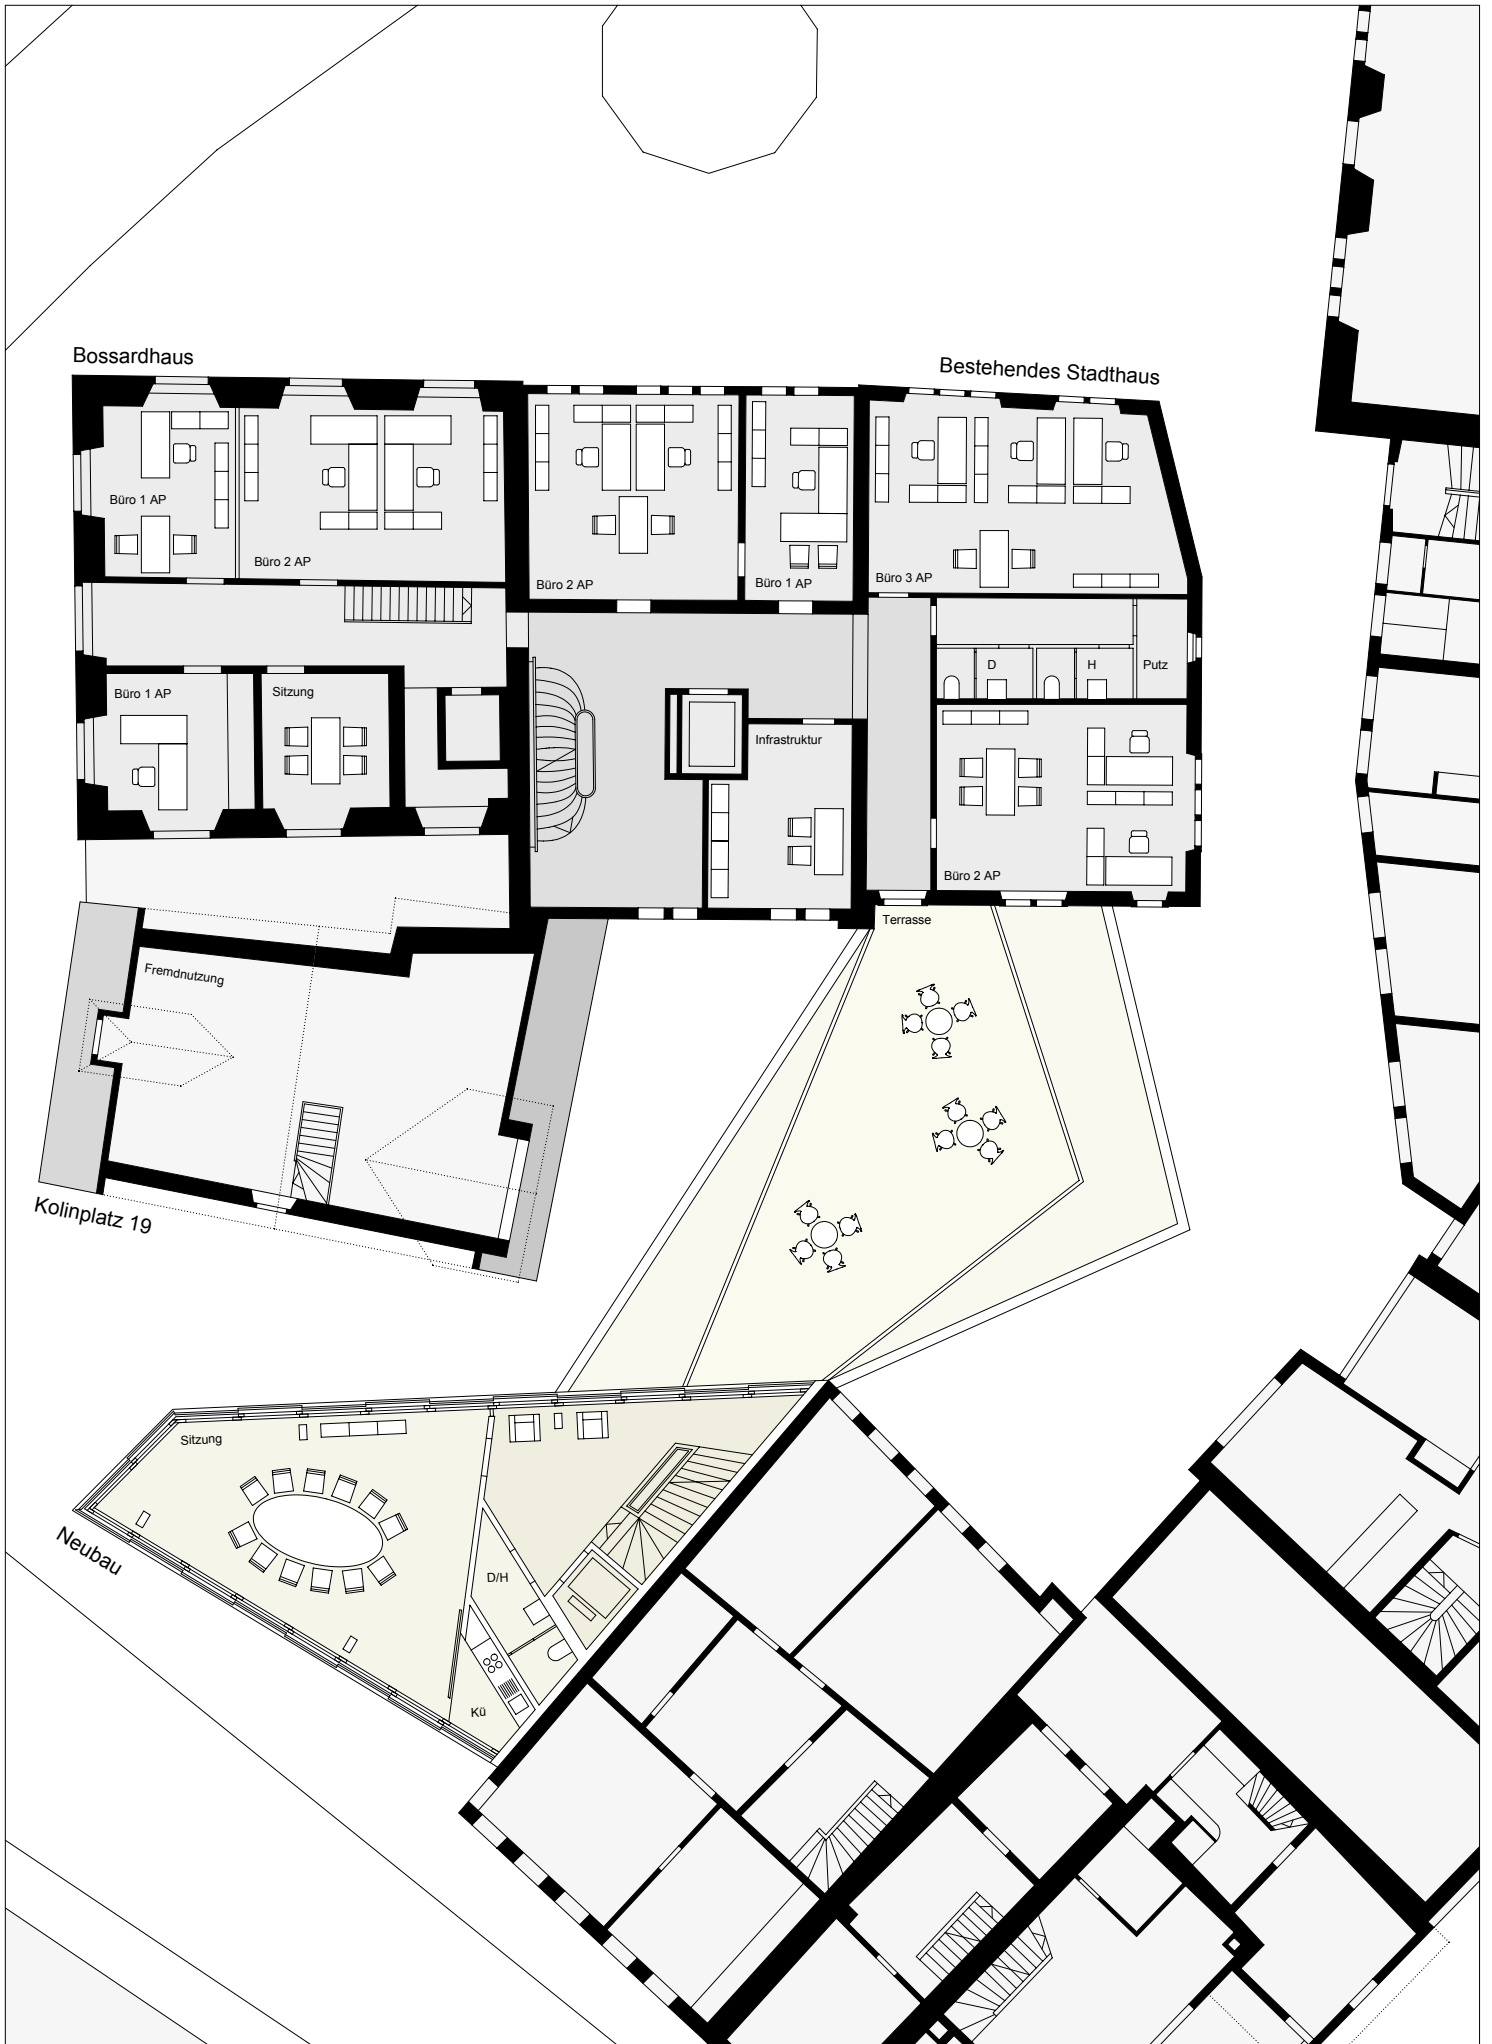 Bossardhaus
Bestehendes Stadthaus
Büro 1 AP
Büro 2 AP
Büro 2 AP
Büro 1 AP
Büro 3 AP
Büro 1 AP
Sitzung
D
H
Putz
Infrastruktur
Büro 2 AP
Terrasse
Fremdnutzung
Kolinplatz 19
Sitzung
Neubau
D/H
Kü